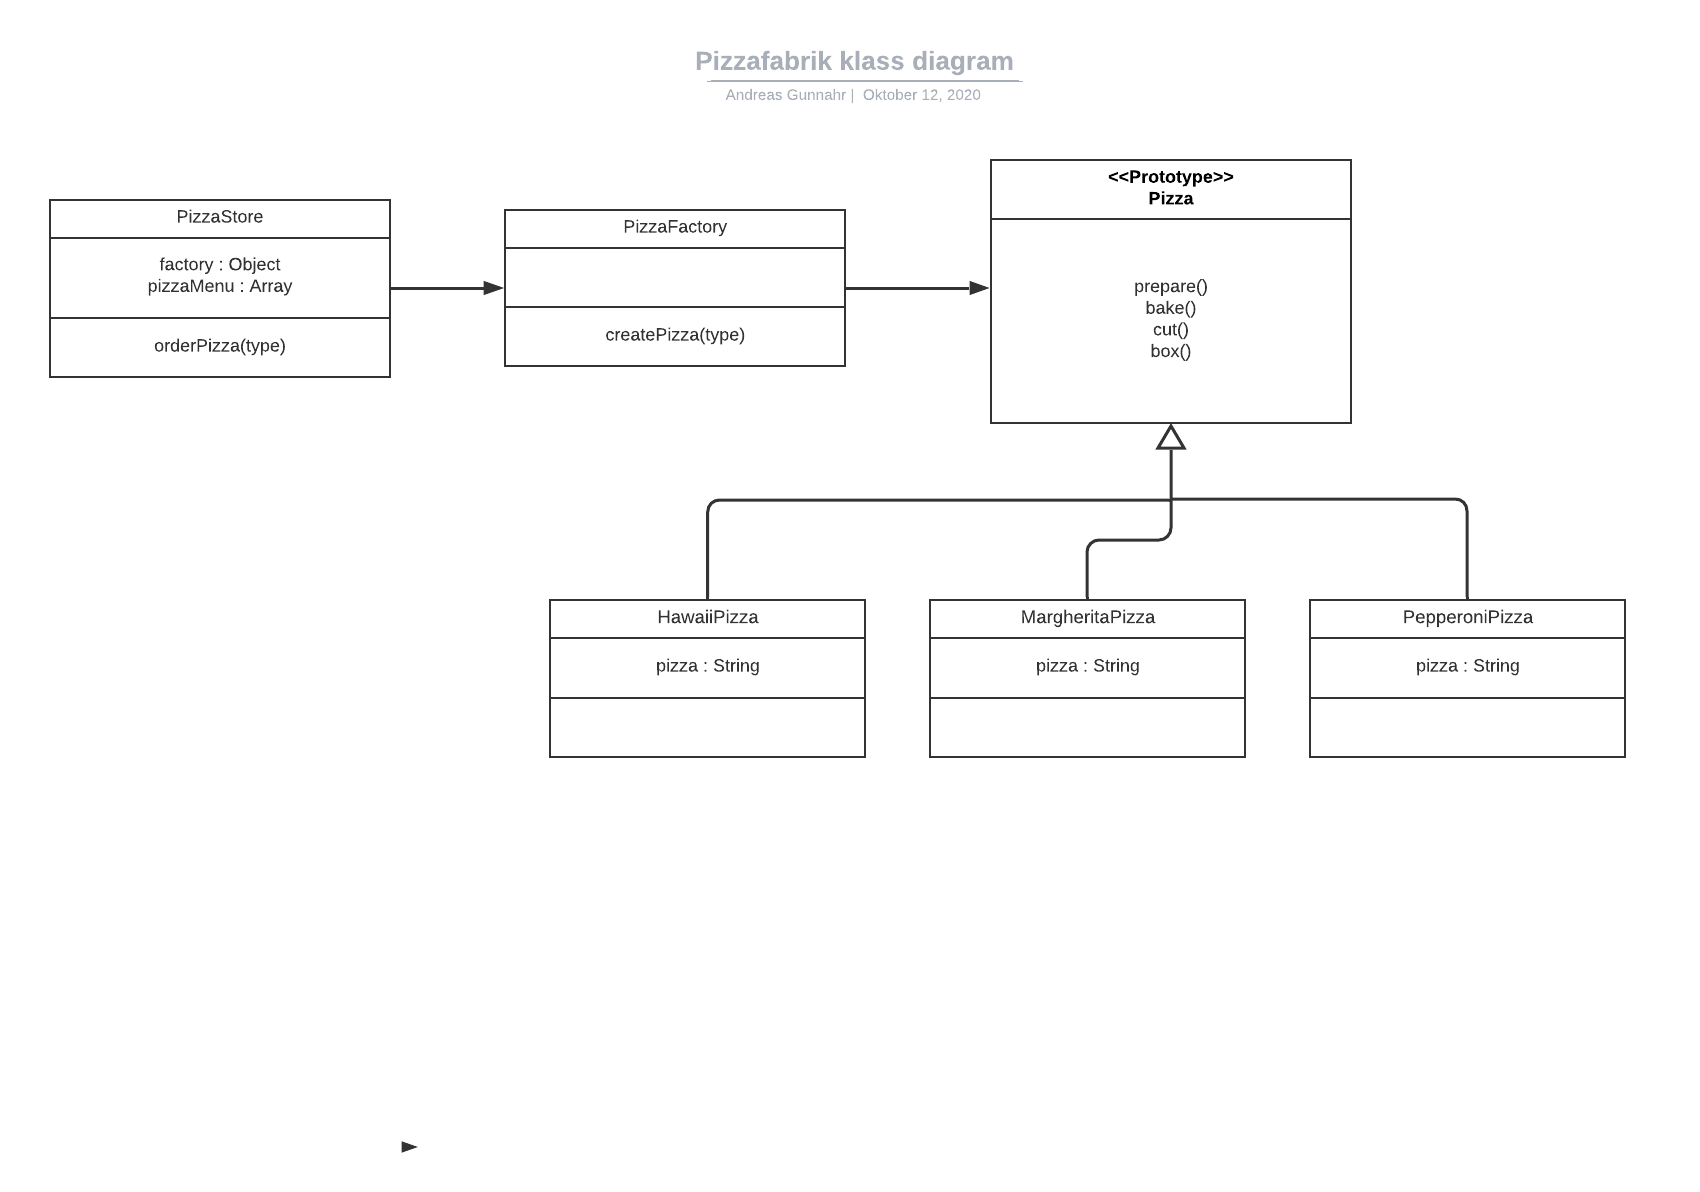 Pizzafabrik klass diagram
Andreas Gunnahr | Oktober 12, 2020
PizzaStore
factory : Object
pizzaMenu : Array
orderPizza(type)
PizzaFactory
createPizza(type)
<<Prototype>>
Pizza
prepare()
bake()
cut()
box()
HawaiiPizza
pizza : String
MargheritaPizza
pizza : String
PepperoniPizza
pizza : String